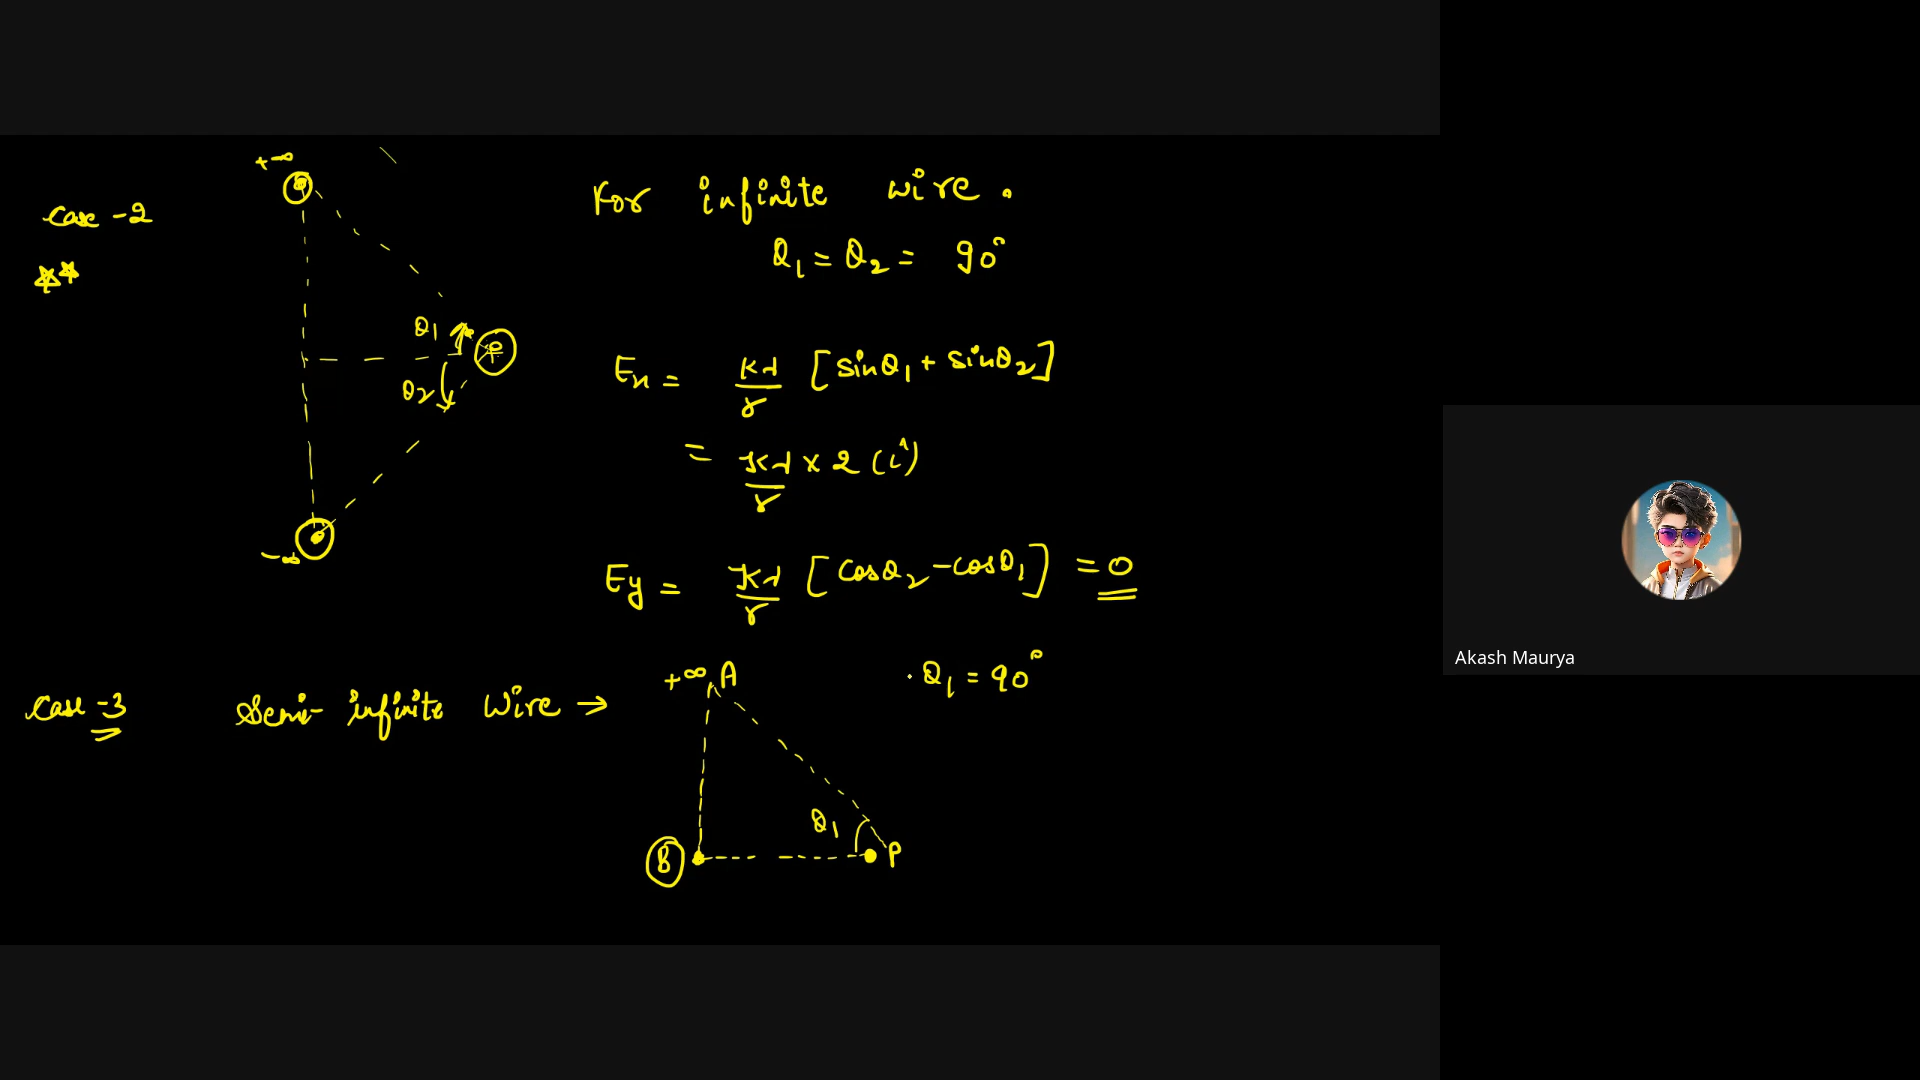 +∞
Case -2
For infinite wire.
θ1 = θ2 = 90°
θ1
P
θ2
Ex = Kλ/r [sinθ1 + sinθ2]
= Kλ/r × 2 (î)
-∞
Ey = Kλ/r [cosθ2 - cosθ1] = 0
Case -3 Semi-infinite Wire →
+∞ A
θ1 = 90°
θ1
B
P
Akash Maurya